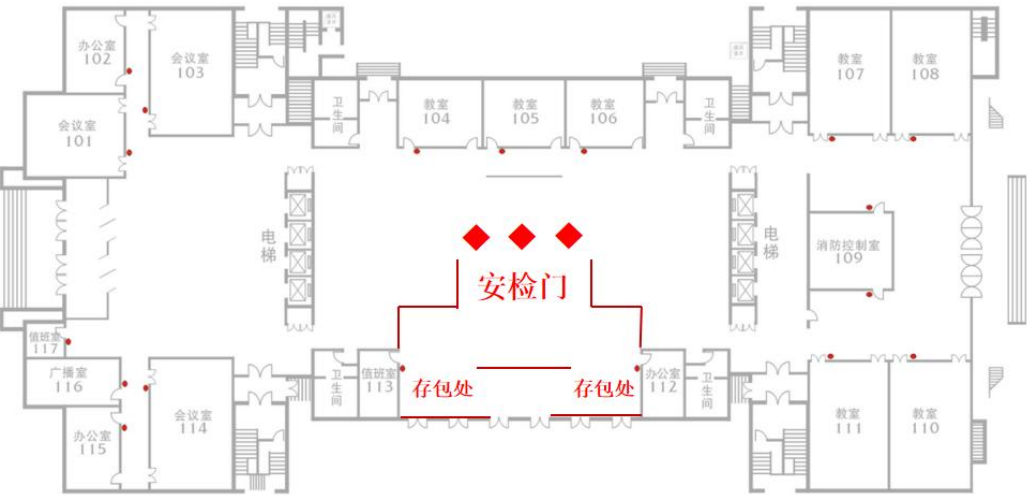 办公室
102
会议室
103
会议室
101
卫生间
教室
104
教室
105
教室
106
卫生间
教室
107
教室
108
电梯
安检门
电梯
消防控制室
109
值班室
117
广播室
116
办公室
115
会议室
114
卫生间
值班室
113
存包处
存包处
办公室
112
卫生间
教室
111
教室
110